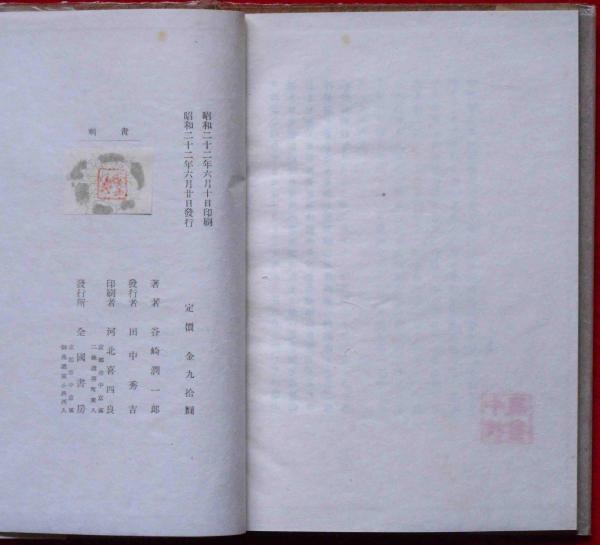 昭和二十二年六月十日印刷
昭和二十二年六月廿日發行
青刺
定價 金九拾圓
著者 谷崎潤一郎
發行者 田中秀吉
印刷者 河北喜四良
發行所 全國書房